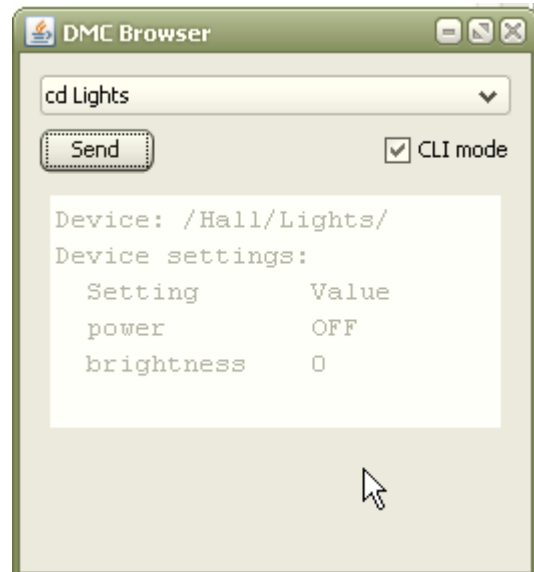 DMC Browser
cd Lights
Send CLI mode
Device: /Hall/Lights/
Device settings:
Setting Value
power OFF
brightness 0